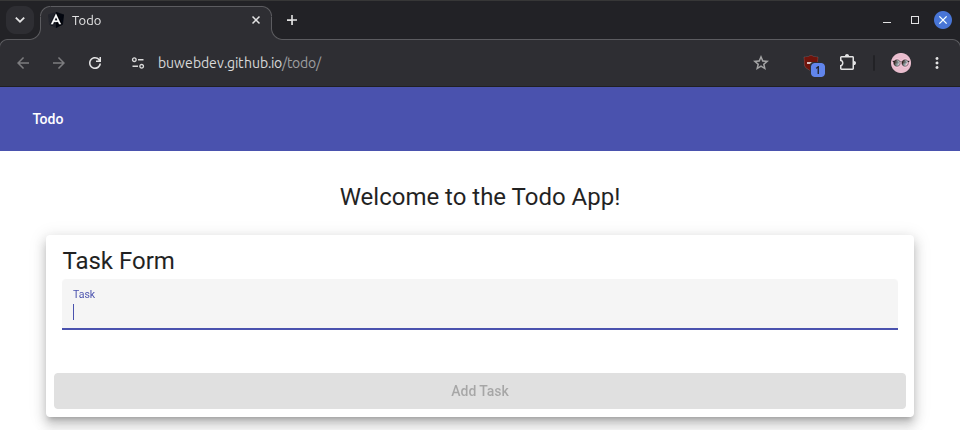 Todo
buwebdev.github.io/todo/
1
Todo
Welcome to the Todo App!
Task Form
Task
Add Task